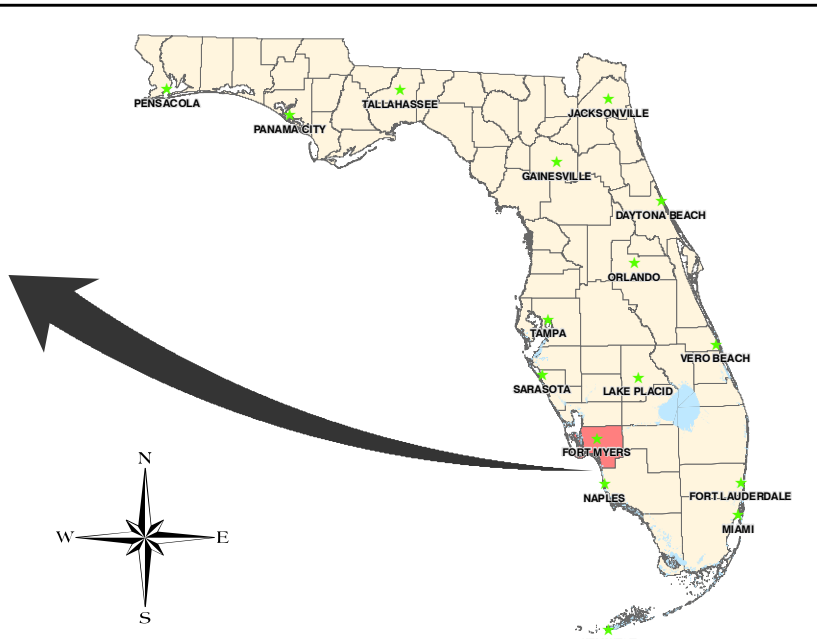 PENSACOLA
TALLAHASSEE
JACKSONVILLE
PANAMA CITY
GAINESVILLE
DAYTONA BEACH
ORLANDO
TAMPA
VERO BEACH
SARASOTA
LAKE PLACID
FORT MYERS
N
NAPLES
FORT LAUDERDALE
MIAMI
W
E
S